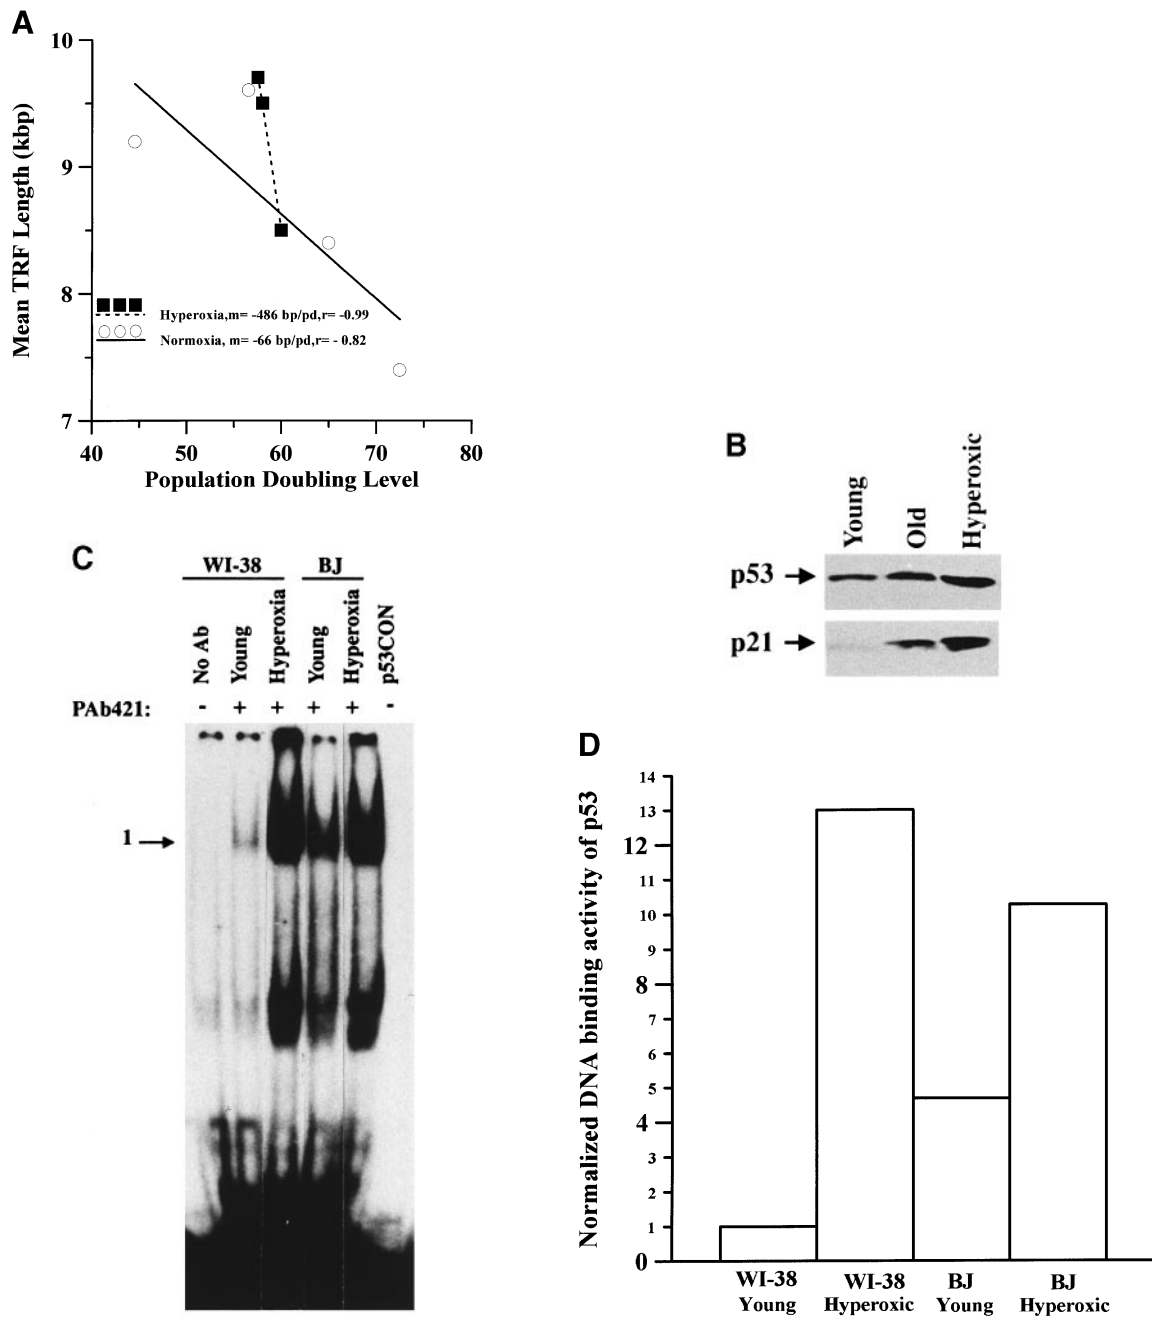 A
Mean TRF Length (kbp)
10
9
8
7
Hyperoxia,m= -486 bp/pd,r= -0.99
Normoxia, m= -66 bp/pd,r= - 0.82
40 50 60 70 80
Population Doubling Level
B
Young Old Hyperoxic
p53
p21
C
WI-38 BJ
No Ab Young Hyperoxia Young Hyperoxia p53CON
PAb421: - + + + + -
1
D
Normalized DNA binding activity of p53
14
13
12
11
10
9
8
7
6
5
4
3
2
1
0
WI-38 WI-38 BJ BJ
Young Hyperoxic Young Hyperoxic